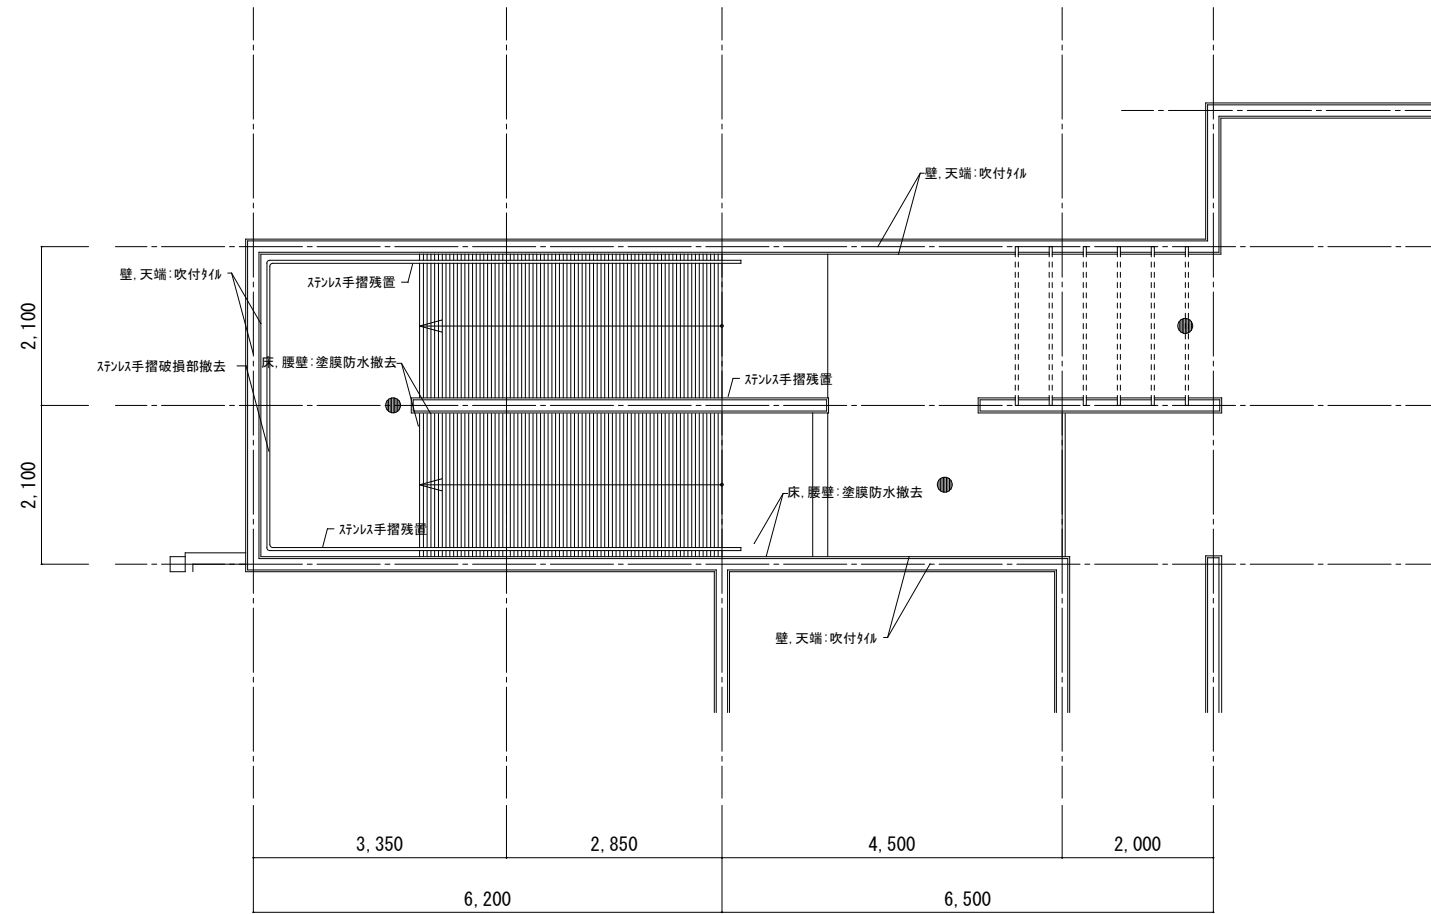 壁,天端:吹付ﾀｲﾙ
壁,天端:吹付ﾀｲﾙ
ｽﾃﾝﾚｽ手摺残置
2,100
ｽﾃﾝﾚｽ手摺破損部撤去
床,腰壁:塗膜防水撤去
ｽﾃﾝﾚｽ手摺残置
2,100
床,腰壁:塗膜防水撤去
ｽﾃﾝﾚｽ手摺残置
壁,天端:吹付ﾀｲﾙ
3,350
2,850
4,500
2,000
6,200
6,500